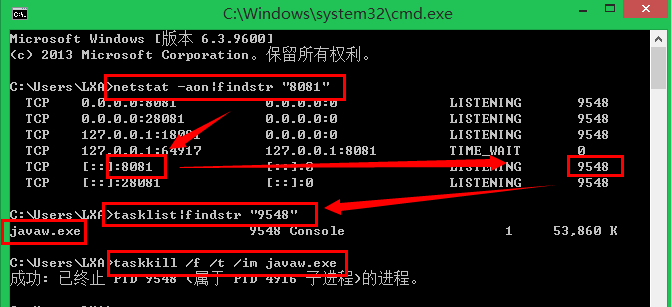 C:\Windows\system32\cmd.exe
Microsoft Windows [版本 6.3.9600]
(c) 2013 Microsoft Corporation。保留所有权利。
C:\Users\LXA>netstat -aon|findstr "8081"
TCP 0.0.0.0:8081 0.0.0.0:0 LISTENING 9548
TCP 0.0.0.0:28081 0.0.0.0:0 LISTENING 9548
TCP 127.0.0.1:18081 0.0.0.0:0 LISTENING 9548
TCP 127.0.0.1:64917 127.0.0.1:8081 TIME_WAIT 0
TCP [::]:8081 [::]:0 LISTENING 9548
TCP [::]:28081 [::]:0 LISTENING 9548
C:\Users\LXA>tasklist|findstr "9548"
javaw.exe 9548 Console 1 53,860 K
C:\Users\LXA>taskkill /f /t /im javaw.exe
成功: 已终止 PID 9548 (属于 PID 4916 子进程)的进程。